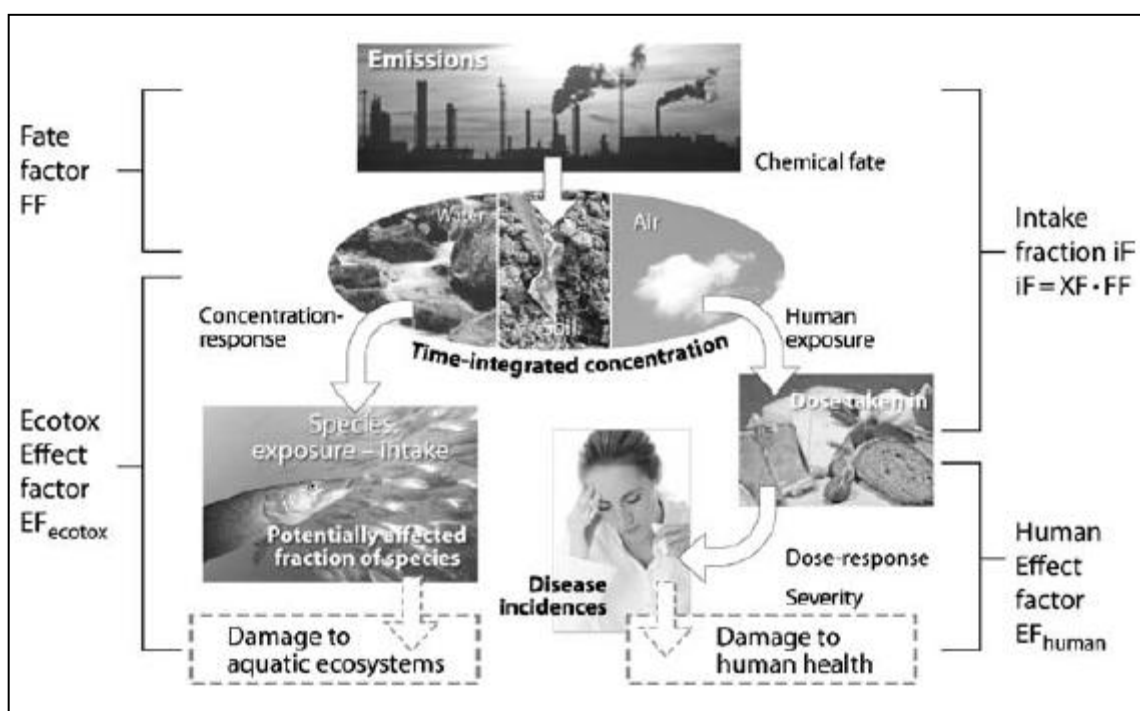 Emissions
Fate
factor
FF
Chemical fate
Water
Soil
Air
Intake
fraction iF
iF = XF • FF
Concentration-
response
Time-integrated concentration
Human
exposure
Ecotox
Effect
factor
EFecotox
Species
exposure – intake
Potentially affected
fraction of species
Dose taken in
Disease
incidences
Dose-response
Severity
Human
Effect
factor
EFhuman
Damage to
aquatic ecosystems
Damage to
human health